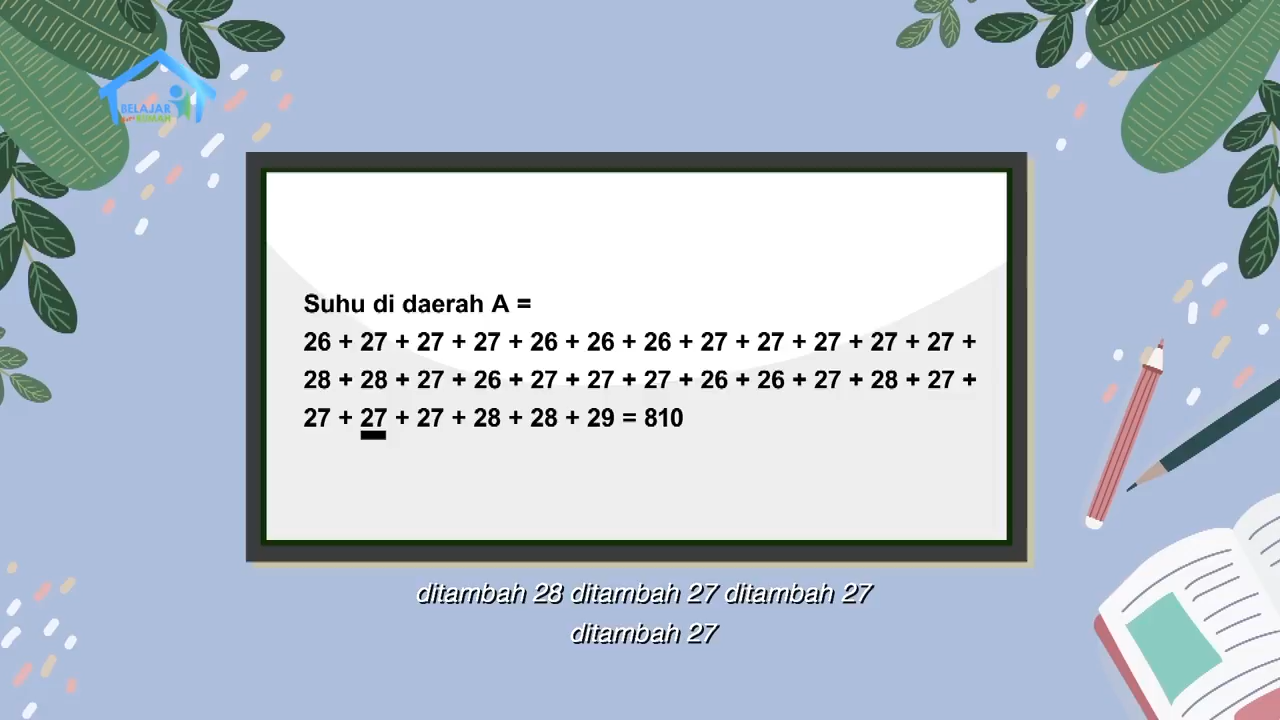 BELAJAR
RUMAH
Suhu di daerah A =
26 + 27 + 27 + 27 + 26 + 26 + 26 + 27 + 27 + 27 + 27 + 27 +
28 + 28 + 27 + 26 + 27 + 27 + 27 + 26 + 26 + 27 + 28 + 27 +
27 + 27 + 27 + 28 + 28 + 29 = 810
ditambah 28 ditambah 27 ditambah 27
ditambah 27